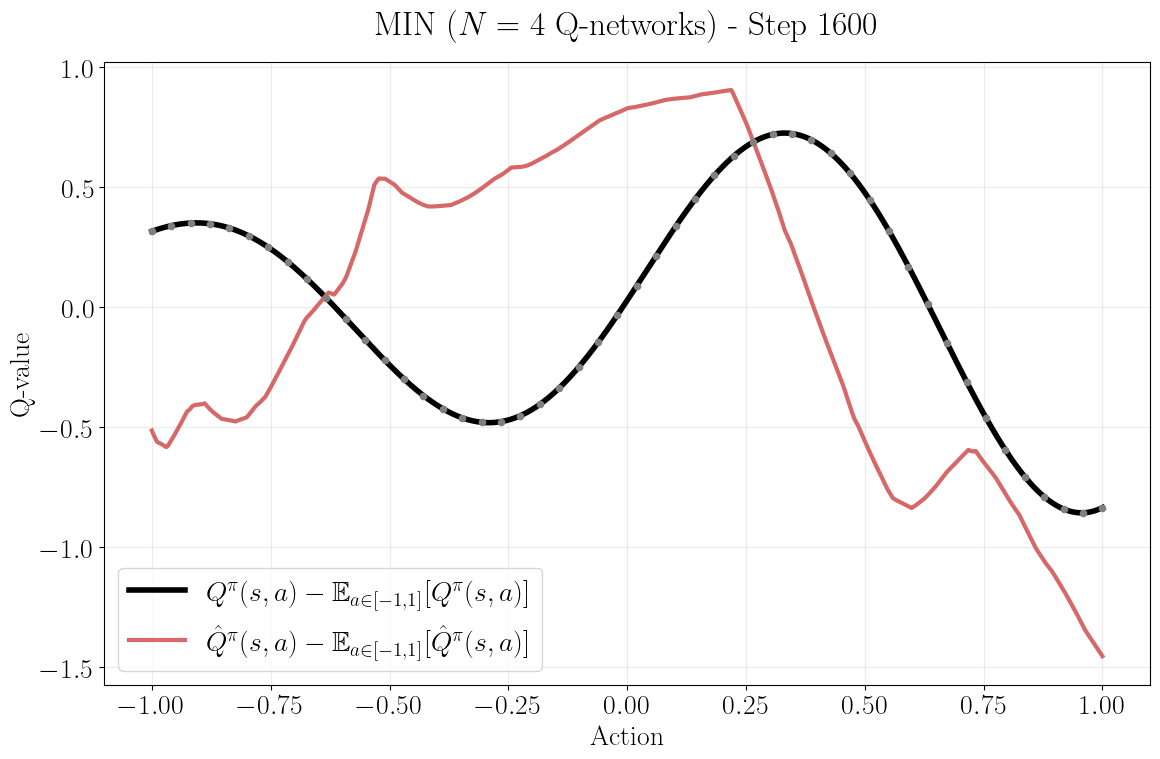 MIN (N = 4 Q-networks) - Step 1600
1.0
0.5
0.0
−0.5
−1.0
−1.5
Q-value
Q^π(s, a) − 𝔼_{a∈[−1,1]}[Q^π(s, a)]
Q̂^π(s, a) − 𝔼_{a∈[−1,1]}[Q̂^π(s, a)]
−1.00 −0.75 −0.50 −0.25 0.00 0.25 0.50 0.75 1.00
Action